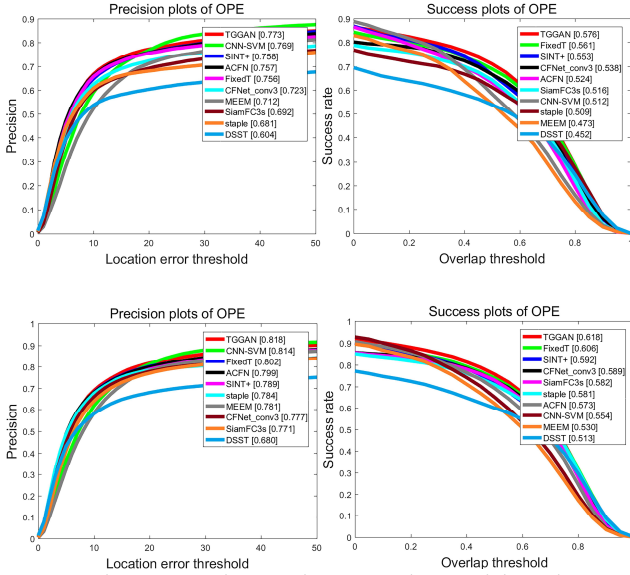 Precision plots of OPE
0.9
0.8
0.7
0.6
0.5
0.4
0.3
0.2
0.1
0
Precision
TGGAN [0.773]
CNN-SVM [0.769]
SINT+ [0.758]
ACFN [0.757]
FixedT [0.756]
CFNet_conv3 [0.723]
MEEM [0.712]
SiamFC3s [0.692]
staple [0.681]
DSST [0.604]
0 10 20 30 40 50
Location error threshold
Success plots of OPE
0.9
0.8
0.7
0.6
0.5
0.4
0.3
0.2
0.1
0
Success rate
TGGAN [0.576]
FixedT [0.561]
SINT+ [0.553]
CFNet_conv3 [0.538]
ACFN [0.524]
SiamFC3s [0.516]
CNN-SVM [0.512]
staple [0.509]
MEEM [0.473]
DSST [0.452]
0 0.2 0.4 0.6 0.8
Overlap threshold
Precision plots of OPE
1
0.9
0.8
0.7
0.6
0.5
0.4
0.3
0.2
0.1
0
Precision
TGGAN [0.818]
CNN-SVM [0.814]
FixedT [0.802]
ACFN [0.799]
SINT+ [0.789]
staple [0.784]
MEEM [0.781]
CFNet_conv3 [0.777]
SiamFC3s [0.771]
DSST [0.680]
0 10 20 30 40 50
Location error threshold
Success plots of OPE
1
0.9
0.8
0.7
0.6
0.5
0.4
0.3
0.2
0.1
0
Success rate
TGGAN [0.618]
FixedT [0.606]
SINT+ [0.592]
CFNet_conv3 [0.589]
SiamFC3s [0.582]
staple [0.581]
ACFN [0.573]
CNN-SVM [0.554]
MEEM [0.530]
DSST [0.513]
0 0.2 0.4 0.6 0.8
Overlap threshold